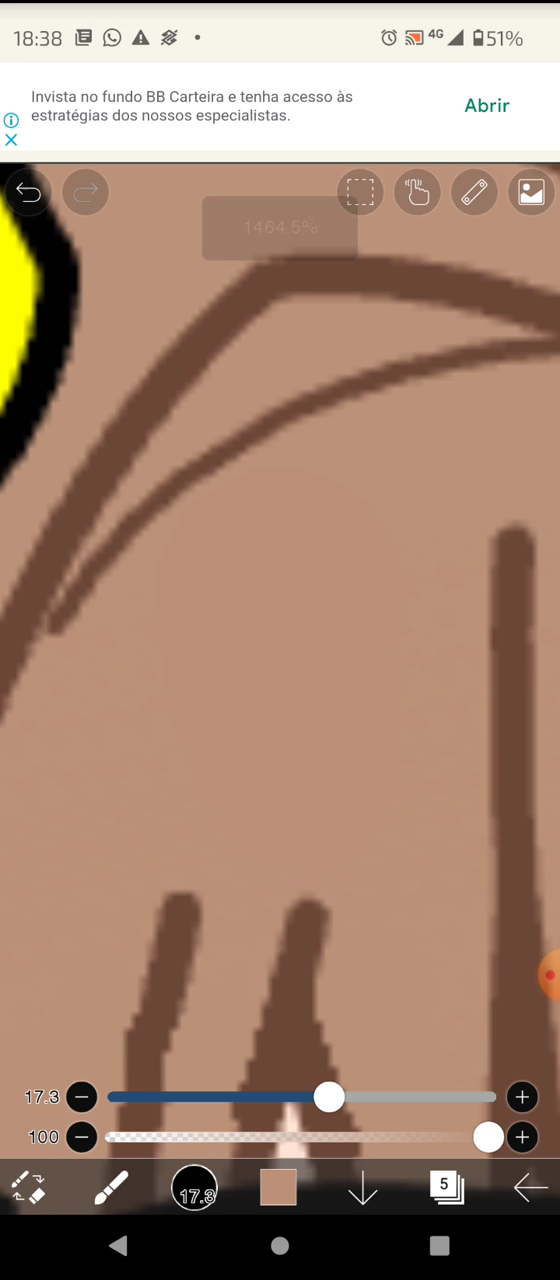 18:38
4G
51%
Invista no fundo BB Carteira e tenha acesso às
estratégias dos nossos especialistas.
Abrir
1464.5%
17.3
100
17.3
5